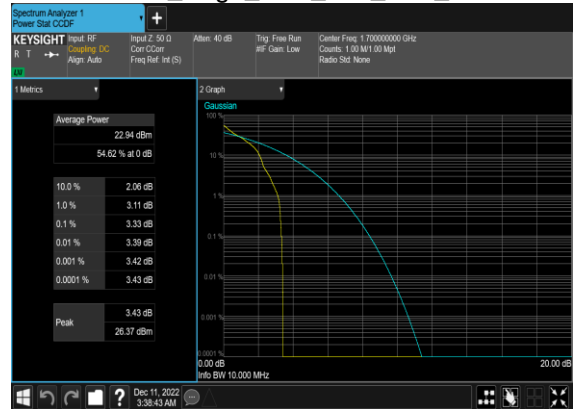 Spectrum Analyzer 1
Power Stat CCDF
+
KEYSIGHT
R T
LXI
Input: RF
Coupling: DC
Align: Auto
Input Z: 50 Ω
Corr CCorr
Freq Ref: Int (S)
Atten: 40 dB
Trig: Free Run
#IF Gain: Low
Center Freq: 1.700000000 GHz
Counts: 1.00 M/1.00 Mpt
Radio Std: None
1 Metrics
Average Power
22.94 dBm
54.62 % at 0 dB
10.0 % 2.06 dB
1.0 % 3.11 dB
0.1 % 3.33 dB
0.01 % 3.39 dB
0.001 % 3.42 dB
0.0001 % 3.43 dB
Peak 3.43 dB
26.37 dBm
2 Graph
Gaussian
100 %
10 %
1 %
0.1 %
0.01 %
0.001 %
0.0001 %
0.00 dB 20.00 dB
Info BW 10.000 MHz
? Dec 11, 2022
3:38:43 AM